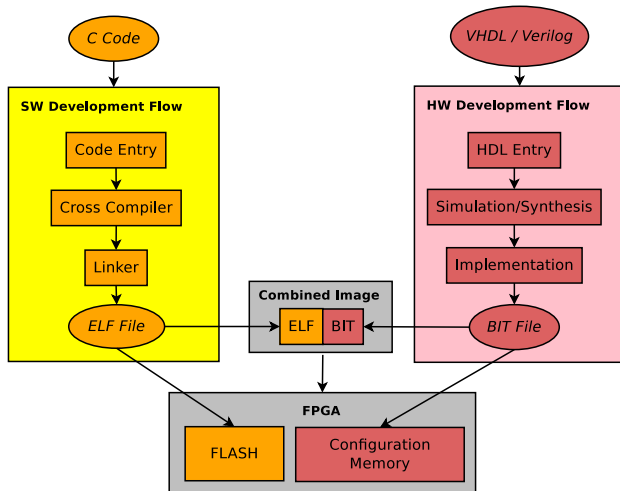 C Code
VHDL / Verilog
SW Development Flow
HW Development Flow
Code Entry
HDL Entry
Cross Compiler
Simulation/Synthesis
Linker
Implementation
Combined Image
ELF File
ELF
BIT
BIT File
FPGA
FLASH
Configuration
Memory